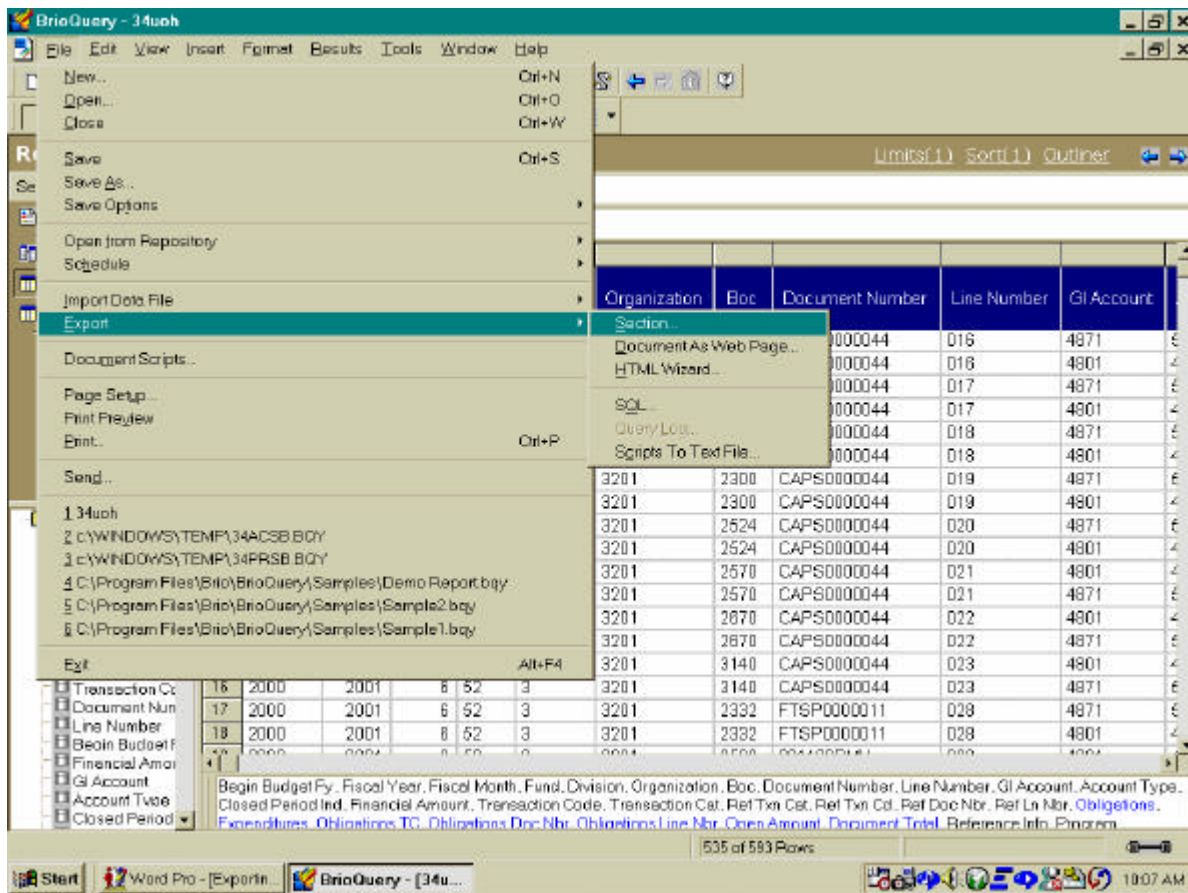 BrioQuery - 34uoh
File Edit View Insert Format Results Tools Window Help
New... Ctrl+N
Open... Ctrl+O
Close Ctrl+W
Save Ctrl+S
Save As...
Save Options
Open from Repository
Schedule
Import Data File
Export
Document Scripts...
Page Setup...
Print Preview
Print... Ctrl+P
Send...
1 34uoh
2 c:\WINDOWS\TEMP\34ACSB.BQY
3 c:\WINDOWS\TEMP\34PRSB.BQY
4 C:\Program Files\Brio\BrioQuery\Samples\Demo Report.bqy
5 C:\Program Files\Brio\BrioQuery\Samples\Sample2.bqy
6 C:\Program Files\Brio\BrioQuery\Samples\Sample1.bqy
Exit Alt+F4
Section...
Document As Web Page...
HTML Wizard...
SQL...
Query Log...
Scripts To Text File...
Limits(1) Sort(1) Outliner
Organization Boc Document Number Line Number Gl Account
0000044 016 4871
0000044 016 4801
0000044 017 4871
0000044 017 4801
0000044 018 4871
0000044 018 4801
3201 2300 CAPS0000044 019 4871
3201 2300 CAPS0000044 019 4801
3201 2524 CAPS0000044 020 4871
3201 2524 CAPS0000044 020 4801
3201 2570 CAPS0000044 021 4801
3201 2570 CAPS0000044 021 4871
3201 2670 CAPS0000044 022 4801
3201 2670 CAPS0000044 022 4871
3201 3140 CAPS0000044 023 4801
16 2000 2001 6 52 3 3201 3140 CAPS0000044 023 4871
17 2000 2001 6 52 3 3201 2332 FTSP0000011 028 4871
18 2000 2001 6 52 3 3201 2332 FTSP0000011 028 4801
Transaction Ca
Document Num
Line Number
Begin Budget F
Financial Amou
Gl Account
Account Type
Closed Period
Begin Budget Fy, Fiscal Year, Fiscal Month, Fund, Division, Organization, Boc, Document Number, Line Number, Gl Account, Account Type,
Closed Period Ind, Financial Amount, Transaction Code, Transaction Cat, Ref Txn Cat, Ref Txn Cd, Ref Doc Nbr, Ref Ln Nbr, Obligations,
Expenditures, Obligations TC, Obligations Doc Nbr, Obligations Line Nbr, Open Amount, Document Total, Reference Info, Program
535 of 593 Rows
Start Word Pro - [Exportin... BrioQuery - [34u... 10:07 AM